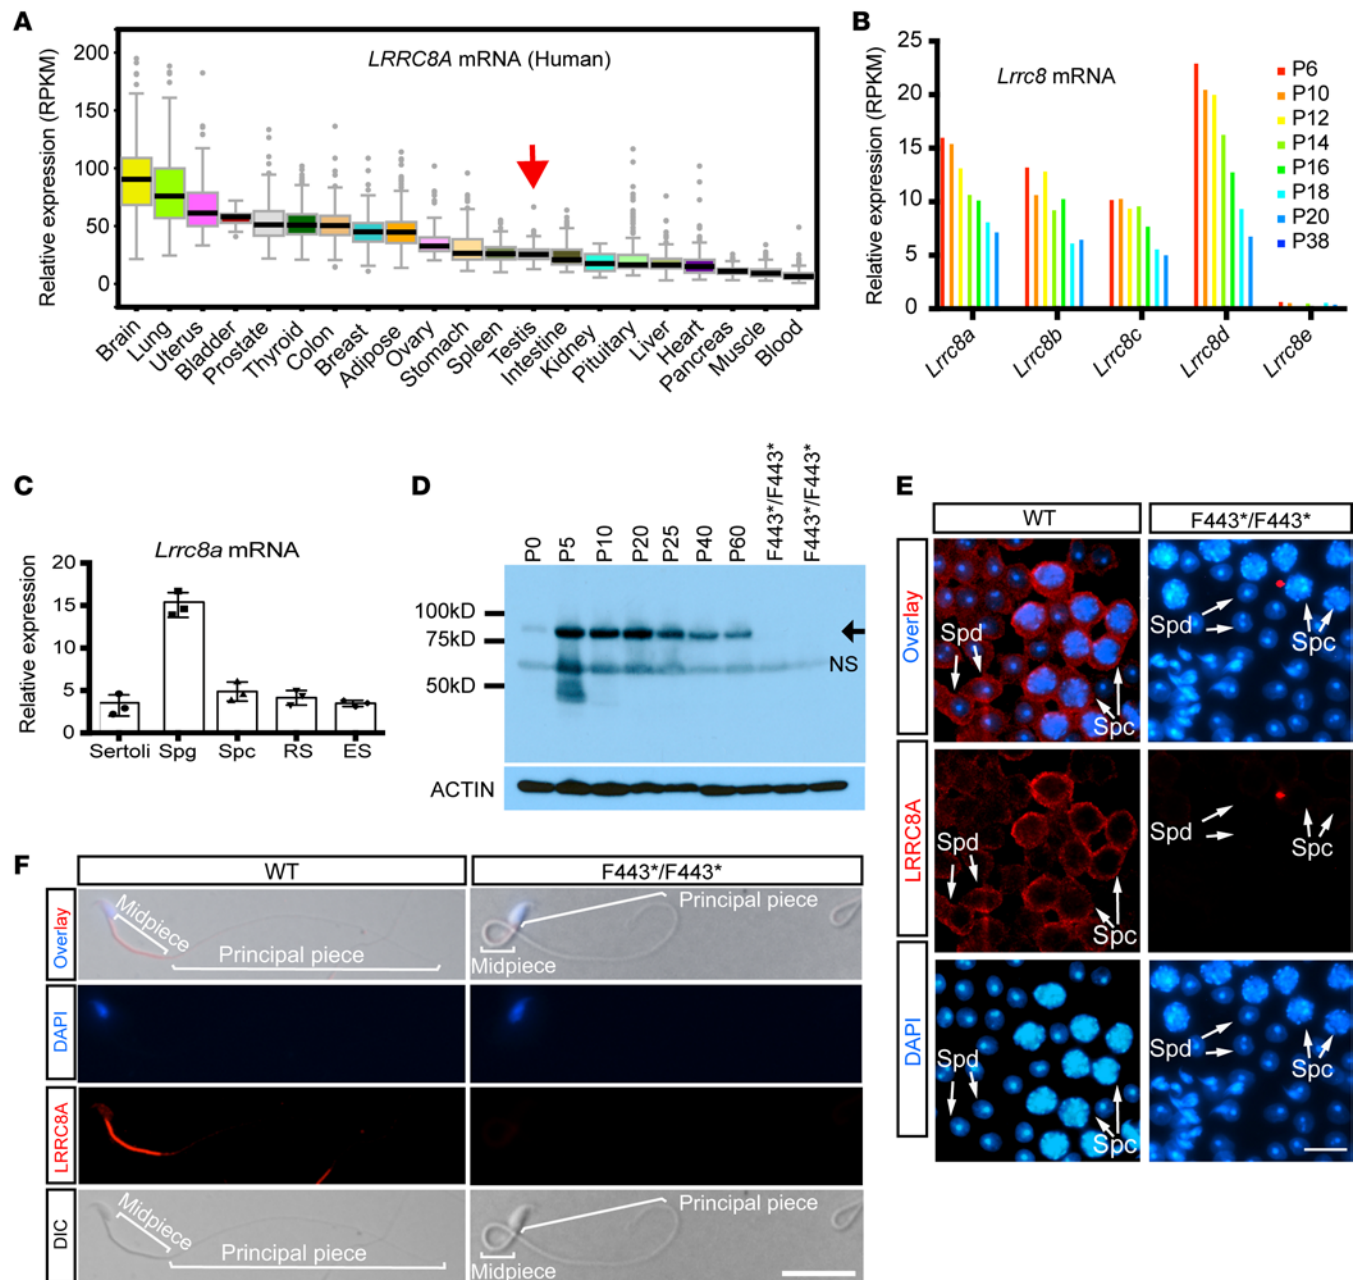 A
LRRC8A mRNA (Human)
Relative expression (RPKM)
200
150
100
50
0
Brain
Lung
Uterus
Bladder
Prostate
Thyroid
Colon
Breast
Adipose
Ovary
Stomach
Spleen
Testis
Intestine
Kidney
Pituitary
Liver
Heart
Pancreas
Muscle
Blood
B
Lrrc8 mRNA
Relative expression (RPKM)
25
20
15
10
5
0
P6
P10
P12
P14
P16
P18
P20
P38
Lrrc8a
Lrrc8b
Lrrc8c
Lrrc8d
Lrrc8e
C
Lrrc8a mRNA
Relative expression
20
15
10
5
0
Sertoli
Spg
Spc
RS
ES
D
P0
P5
P10
P20
P25
P40
P60
F443*/F443*
F443*/F443*
100kD
75kD
50kD
NS
ACTIN
E
WT
F443*/F443*
Overlay
Spd
Spc
Spd
Spc
LRRC8A
Spd
Spc
Spd
Spc
DAPI
Spd
Spc
Spd
Spc
F
WT
F443*/F443*
Overlay
Midpiece
Principal piece
Principal piece
Midpiece
DAPI
LRRC8A
DIC
Midpiece
Principal piece
Principal piece
Midpiece